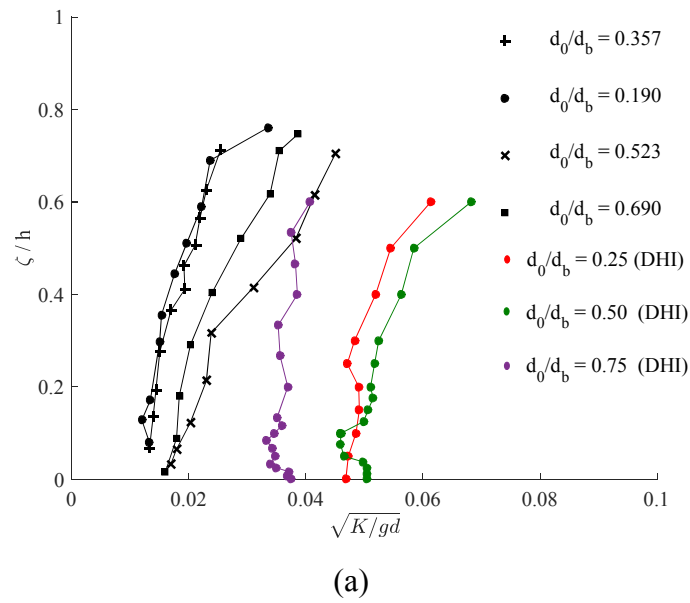 1
0.8
0.6
0.4
0.2
0
ζ / h
0 0.02 0.04 0.06 0.08 0.1
√K/gd
d0/db = 0.357
d0/db = 0.190
d0/db = 0.523
d0/db = 0.690
d0/db = 0.25 (DHI)
d0/db = 0.50 (DHI)
d0/db = 0.75 (DHI)
(a)